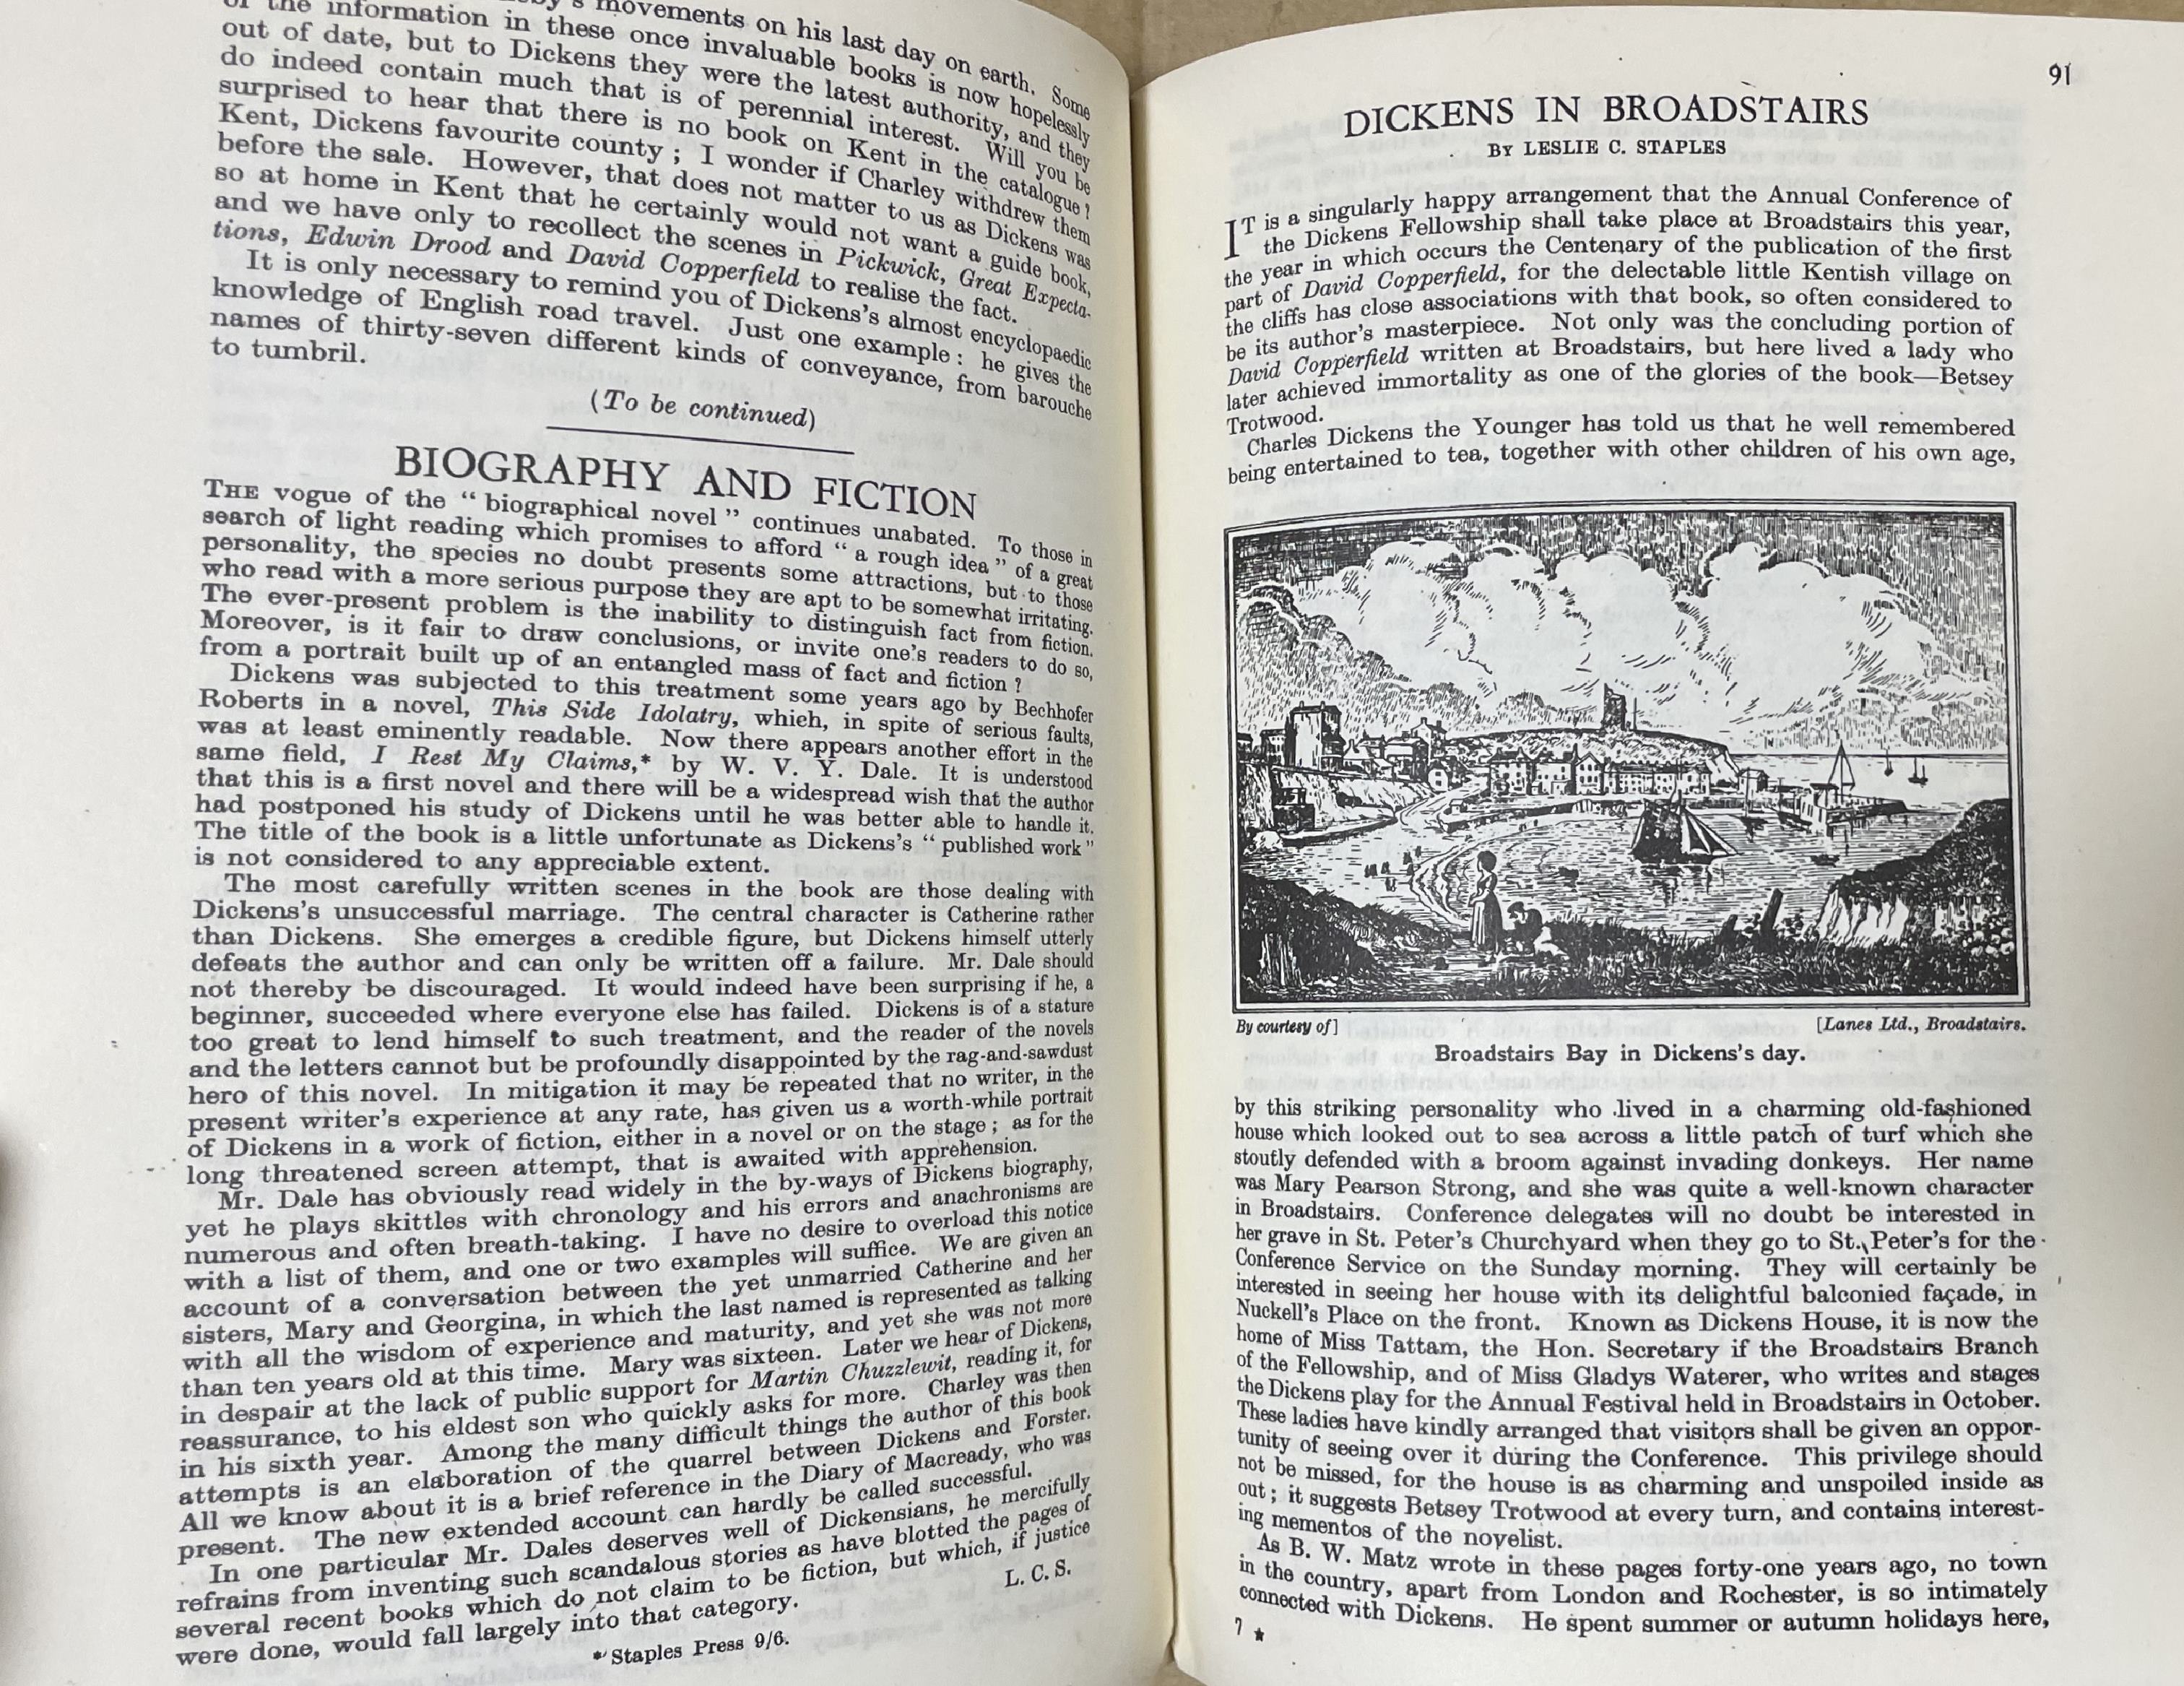 's movements on his last day on earth. Some
of the information in these once invaluable books is now hopelessly
out of date, but to Dickens they were the latest authority, and they
do indeed contain much that is of perennial interest. Will you be
surprised to hear that there is no book on Kent in the catalogue?
Kent, Dickens favourite county; I wonder if Charley withdrew them
before the sale. However, that does not matter to us as Dickens was
so at home in Kent that he certainly would not want a guide book,
and we have only to recollect the scenes in Pickwick, Great Expecta-
tions, Edwin Drood and David Copperfield to realise the fact.
It is only necessary to remind you of Dickens's almost encyclopaedic
knowledge of English road travel. Just one example: he gives the
names of thirty-seven different kinds of conveyance, from barouche
to tumbril.
(To be continued)
BIOGRAPHY AND FICTION
THE vogue of the "biographical novel" continues unabated. To those in
search of light reading which promises to afford "a rough idea" of a great
personality, the species no doubt presents some attractions, but to those
who read with a more serious purpose they are apt to be somewhat irritating.
The ever-present problem is the inability to distinguish fact from fiction.
Moreover, is it fair to draw conclusions, or invite one's readers to do so,
from a portrait built up of an entangled mass of fact and fiction?
Dickens was subjected to this treatment some years ago by Bechhofer
Roberts in a novel, This Side Idolatry, which, in spite of serious faults,
was at least eminently readable. Now there appears another effort in the
same field, I Rest My Claims,* by W. V. Y. Dale. It is understood
that this is a first novel and there will be a widespread wish that the author
had postponed his study of Dickens until he was better able to handle it.
The title of the book is a little unfortunate as Dickens's "published work"
is not considered to any appreciable extent.
The most carefully written scenes in the book are those dealing with
Dickens's unsuccessful marriage. The central character is Catherine rather
than Dickens. She emerges a credible figure, but Dickens himself utterly
defeats the author and can only be written off a failure. Mr. Dale should
not thereby be discouraged. It would indeed have been surprising if he, a
beginner, succeeded where everyone else has failed. Dickens is of a stature
too great to lend himself to such treatment, and the reader of the novels
and the letters cannot but be profoundly disappointed by the rag-and-sawdust
hero of this novel. In mitigation it may be repeated that no writer, in the
present writer's experience at any rate, has given us a worth-while portrait
of Dickens in a work of fiction, either in a novel or on the stage; as for the
long threatened screen attempt, that is awaited with apprehension.
Mr. Dale has obviously read widely in the by-ways of Dickens biography,
yet he plays skittles with chronology and his errors and anachronisms are
numerous and often breath-taking. I have no desire to overload this notice
with a list of them, and one or two examples will suffice. We are given an
account of a conversation between the yet unmarried Catherine and her
sisters, Mary and Georgina, in which the last named is represented as talking
with all the wisdom of experience and maturity, and yet she was not more
than ten years old at this time. Mary was sixteen. Later we hear of Dickens,
in despair at the lack of public support for Martin Chuzzlewit, reading it, for
reassurance, to his eldest son who quickly asks for more. Charley was then
in his sixth year. Among the many difficult things the author of this book
attempts is an elaboration of the quarrel between Dickens and Forster.
All we know about it is a brief reference in the Diary of Macready, who was
present. The new extended account can hardly be called successful.
In one particular Mr. Dales deserves well of Dickensians, he mercifully
refrains from inventing such scandalous stories as have blotted the pages of
several recent books which do not claim to be fiction, but which, if justice
were done, would fall largely into that category.
L. C. S.
* Staples Press 9/6.
91
DICKENS IN BROADSTAIRS
BY LESLIE C. STAPLES
IT is a singularly happy arrangement that the Annual Conference of
the Dickens Fellowship shall take place at Broadstairs this year,
the year in which occurs the Centenary of the publication of the first
part of David Copperfield, for the delectable little Kentish village on
the cliffs has close associations with that book, so often considered to
be its author's masterpiece. Not only was the concluding portion of
David Copperfield written at Broadstairs, but here lived a lady who
later achieved immortality as one of the glories of the book—Betsey
Trotwood.
Charles Dickens the Younger has told us that he well remembered
being entertained to tea, together with other children of his own age,
By courtesy of]
[Lanes Ltd., Broadstairs.
Broadstairs Bay in Dickens's day.
by this striking personality who lived in a charming old-fashioned
house which looked out to sea across a little patch of turf which she
stoutly defended with a broom against invading donkeys. Her name
was Mary Pearson Strong, and she was quite a well-known character
in Broadstairs. Conference delegates will no doubt be interested in
her grave in St. Peter's Churchyard when they go to St. Peter's for the
Conference Service on the Sunday morning. They will certainly be
interested in seeing her house with its delightful balconied façade, in
Nuckell's Place on the front. Known as Dickens House, it is now the
home of Miss Tattam, the Hon. Secretary if the Broadstairs Branch
of the Fellowship, and of Miss Gladys Waterer, who writes and stages
the Dickens play for the Annual Festival held in Broadstairs in October.
These ladies have kindly arranged that visitors shall be given an oppor-
tunity of seeing over it during the Conference. This privilege should
not be missed, for the house is as charming and unspoiled inside as
out; it suggests Betsey Trotwood at every turn, and contains interest-
ing mementos of the novelist.
As B. W. Matz wrote in these pages forty-one years ago, no town
in the country, apart from London and Rochester, is so intimately
connected with Dickens. He spent summer or autumn holidays here,
7 ★